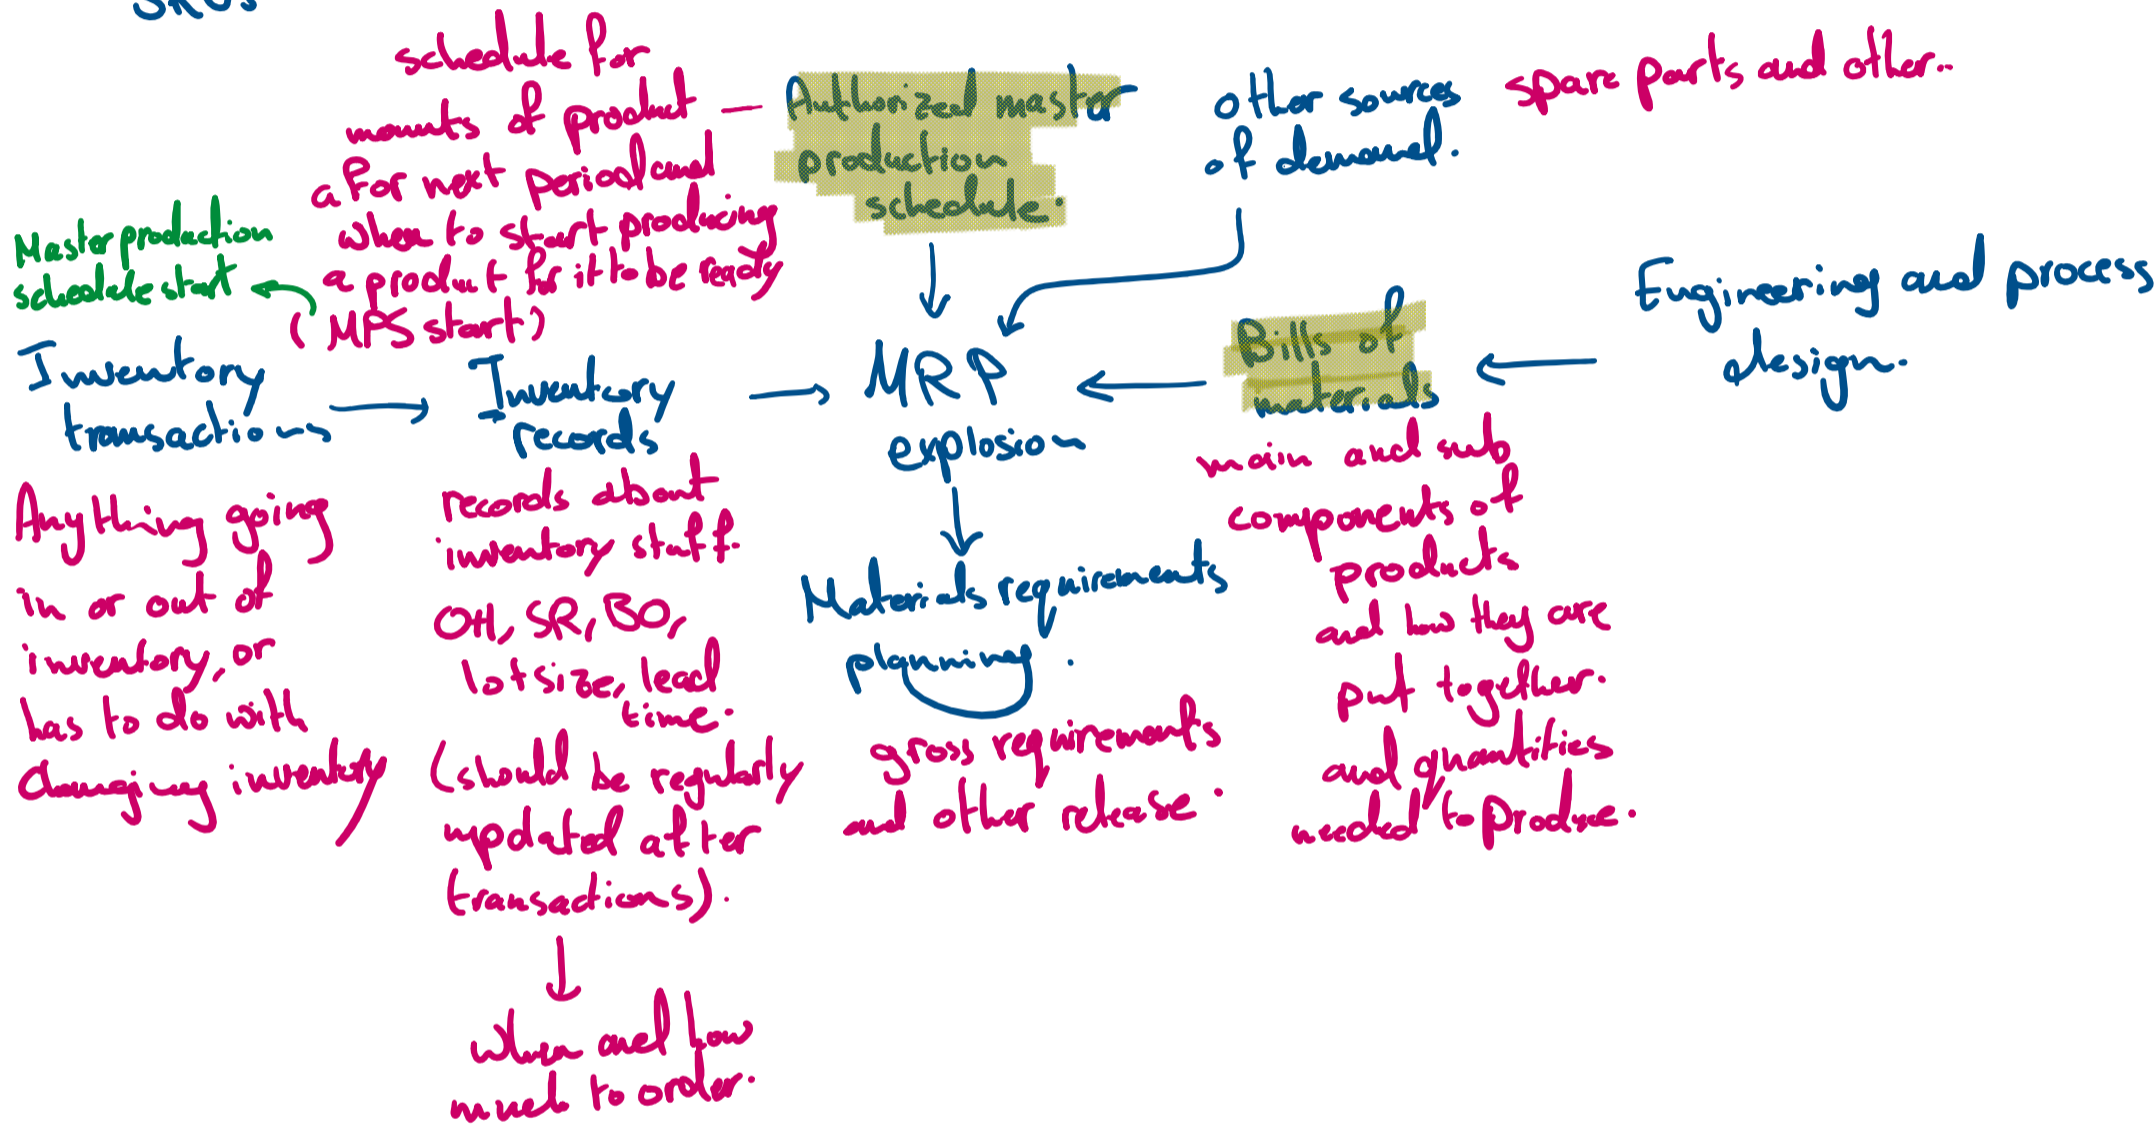 SKUs
schedule for
mounts of product
a for next period and
when to start producing
a product for it to be ready
(MPS start)
Master production
schedule start
Authorized master
production
schedule.
other sources
of demand.
spare parts and other..
Inventory
transactions
Inventory
records
MRP
explosion
Bills of
materials
Engineering and process
design.
Anything going
in or out of
inventory, or
has to do with
Changing inventory
records about
inventory stuff.
OH, SR, BO,
lot size, lead
time.
(should be regularly
updated after
transactions).
when and how
much to order.
Materials requirements
planning.
gross requirements
and other release.
main and sub
components of
products
and how they are
put together.
and quantities
needed to produce.